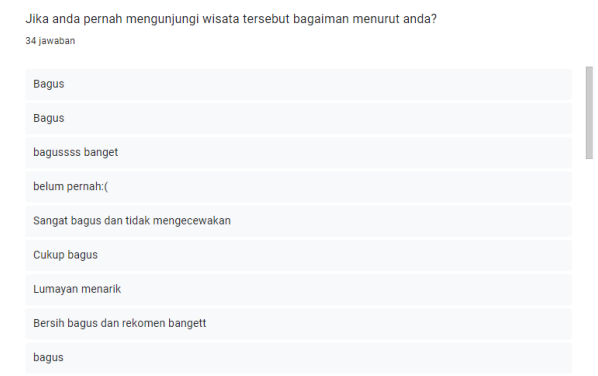 Jika anda pernah mengunjungi wisata tersebut bagaiman menurut anda?
34 jawaban
Bagus
Bagus
bagussss banget
belum pernah:(
Sangat bagus dan tidak mengecewakan
Cukup bagus
Lumayan menarik
Bersih bagus dan rekomen bangett
bagus